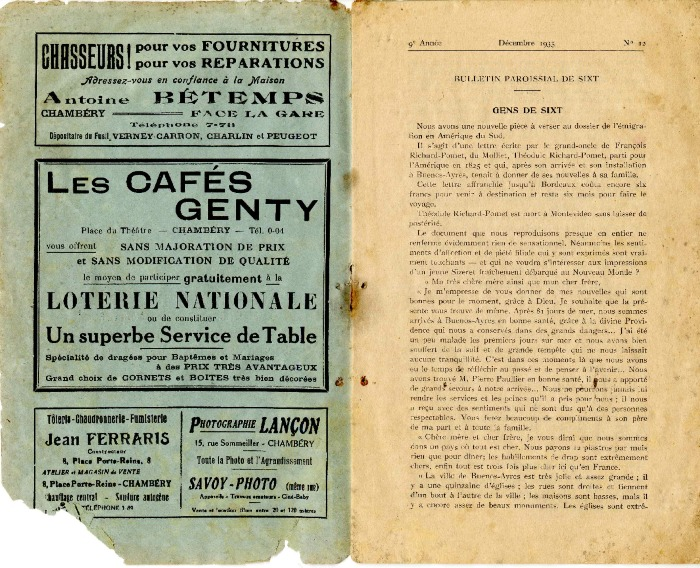 CHASSEURS! pour vos FOURNITURES
pour vos REPARATIONS
Adressez-vous en confiance à la Maison
Antoine BÉTEMPS
CHAMBÉRY FACE LA GARE
Téléphone 7-78
Dépositaire du Fusil VERNEY-CARRON, CHARLIN et PEUGEOT
LES CAFÉS
GENTY
Place du Théâtre — CHAMBÉRY — Tél. 0-04
vous offrent SANS MAJORATION DE PRIX
et SANS MODIFICATION DE QUALITÉ
le moyen de participer gratuitement à la
LOTERIE NATIONALE
ou de constituer
Un superbe Service de Table
Spécialité de dragées pour Baptêmes et Mariages
à des PRIX TRÈS AVANTAGEUX
Grand choix de CORNETS et BOITES très bien décorées
Tôlerie-Chaudronnerie-Fumisterie
Jean FERRARIS
Constructeur
8, Place Porte-Reine, 8
ATELIER et MAGASIN de VENTE
8, Place Porte-Reine - CHAMBÉRY
Chauffage central - Soudure autogène
TÉLÉPHONE
PHOTOGRAPHIE LANÇON
15, rue Sommeiller - CHAMBÉRY
Toute la Photo et l'Agrandissement
SAVOY-PHOTO (même rue)
Appareils - Travaux amateurs - Ciné-Baby
Vente et location d'films entre 20 et 120 mètres
9e Année Décembre 1935 No 12
BULLETIN PAROISSIAL DE SIXT
GENS DE SIXT
Nous avons une nouvelle pièce à verser au dossier de l'émigra-
tion en Amérique du Sud.
Il s'agit d'une lettre écrite par le grand-oncle de François
Richard-Pomet, du Molliet, Théodule Richard-Pomet, parti pour
l'Amérique en 1825 et qui, après son arrivée et son installation
à Buenos-Ayres, tenait à donner de ses nouvelles à sa famille.
Cette lettre affranchie jusqu'à Bordeaux coûta encore six
francs pour venir à destination et resta six mois pour faire le
voyage.
Théodule Richard-Pomet est mort à Montevideo sans laisser de
postérité.
Le document que nous reproduisons presque en entier ne
renferme évidemment rien de sensationnel. Néanmoins les senti-
ments d'affection et de piété filiale qui y sont exprimés sont vrai-
ment touchants — et qui ne voudra s'intéresser aux impressions
d'un jeune Sizeret fraîchement débarqué au Nouveau Monde ?
« Ma très chère mère ainsi que mon cher frère,
« Je m'empresse de vous donner de mes nouvelles qui sont
bonnes pour le moment, grâce à Dieu. Je souhaite que la pré-
sente vous trouve de même. Après 81 jours de mer, nous sommes
arrivés à Buenos-Ayres en bonne santé, grâce à la divine Provi-
dence qui nous a conservés dans des grands dangers... J'ai été
un peu malade les premiers jours sur mer et nous avons bien
souffert de la soif et de grande tempête qui ne nous laissait
aucune tranquillité. C'est dans ces moments là que nous avons
eu le temps de réfléchir au passé et de penser à l'avenir... Nous
avons trouvé M. Pierre Paullier en bonne santé, il nous a apporté
de grand secours à notre arrivée... Nous ne pourrons jamais lui
rendre les services et les peines qu'il a pris pour nous ; il nous
a reçu avec des sentiments qui ne sont dus qu'à des personnes
respectables. Vous ferez beaucoup de compliments à son père
de ma part et à toute la famille.
« Chère mère et cher frère, je vous dirai que nous sommes
dans un pays où tout est cher. Nous payons 12 piastres par mois
rien que pour dîner; les habillements de drap sont extrêmement
chers, enfin tout est trois fois plus cher ici qu'en France.
« La ville de Buenos-Ayres est très jolie et assez grande ; il
y a une quinzaine d'églises ; les rues sont droites et tiennent
d'un bout à l'autre de la ville ; les maisons sont basses, mais il
y a encore assez de beaux monuments. Les églises sont extrê-